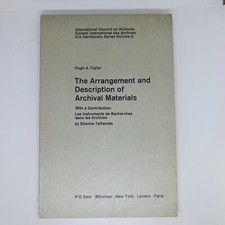 International Council on Archives
Conseil International des Archives
ICA Handbooks Series Volume 2
Hugh A. Taylor
The Arrangement and
Description of
Archival Materials
With a Contribution
Les Instruments de Recherches
dans les Archives
by Etienne Taillemite
K·G·Saur München · New York · London · Paris